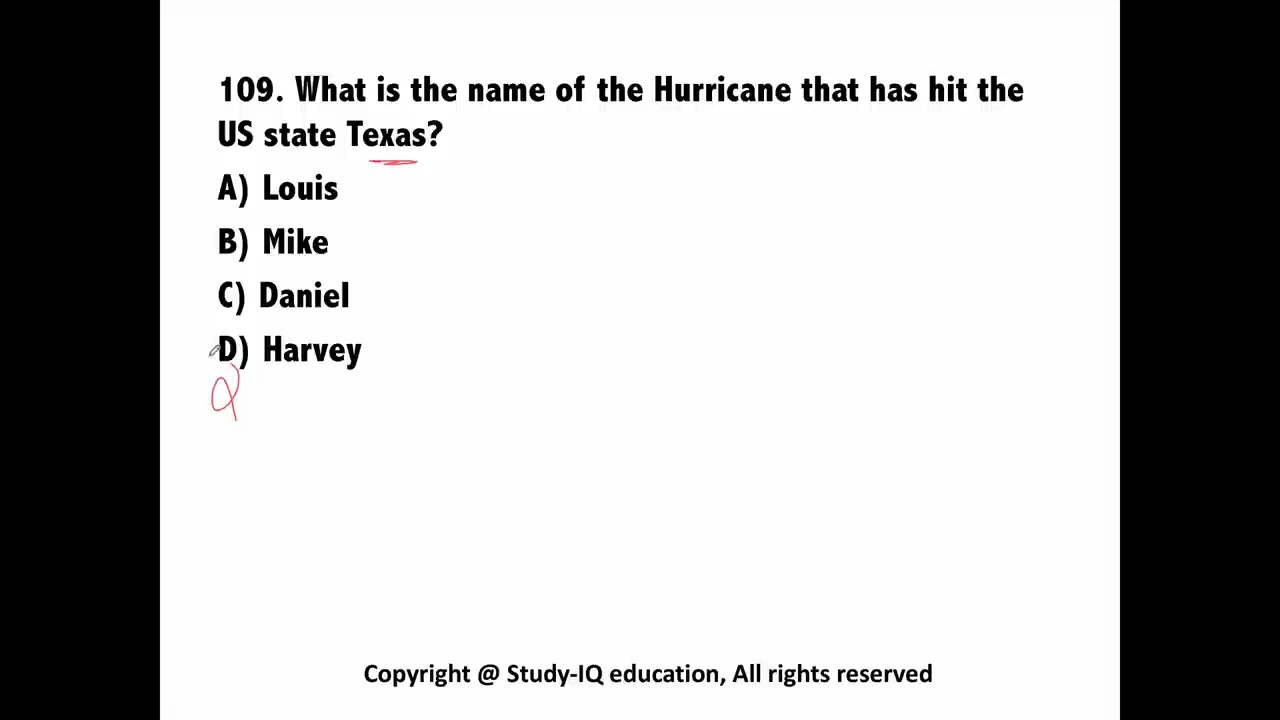 109. What is the name of the Hurricane that has hit the
US state Texas?
A) Louis
B) Mike
C) Daniel
D) Harvey
Copyright @ Study-IQ education, All rights reserved